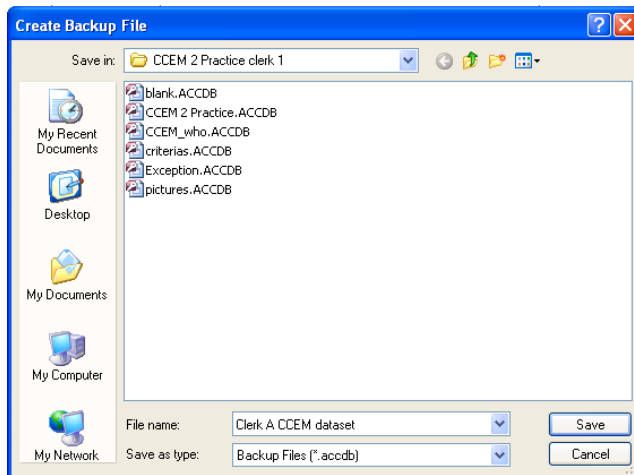 Create Backup File
Save in:
CCEM 2 Practice clerk 1
My Recent
Documents
Desktop
My Documents
My Computer
My Network
blank.ACCDB
CCEM 2 Practice.ACCDB
CCEM_who.ACCDB
criterias.ACCDB
Exception.ACCDB
pictures.ACCDB
File name:
Clerk A CCEM dataset
Save
Save as type:
Backup Files (*.accdb)
Cancel